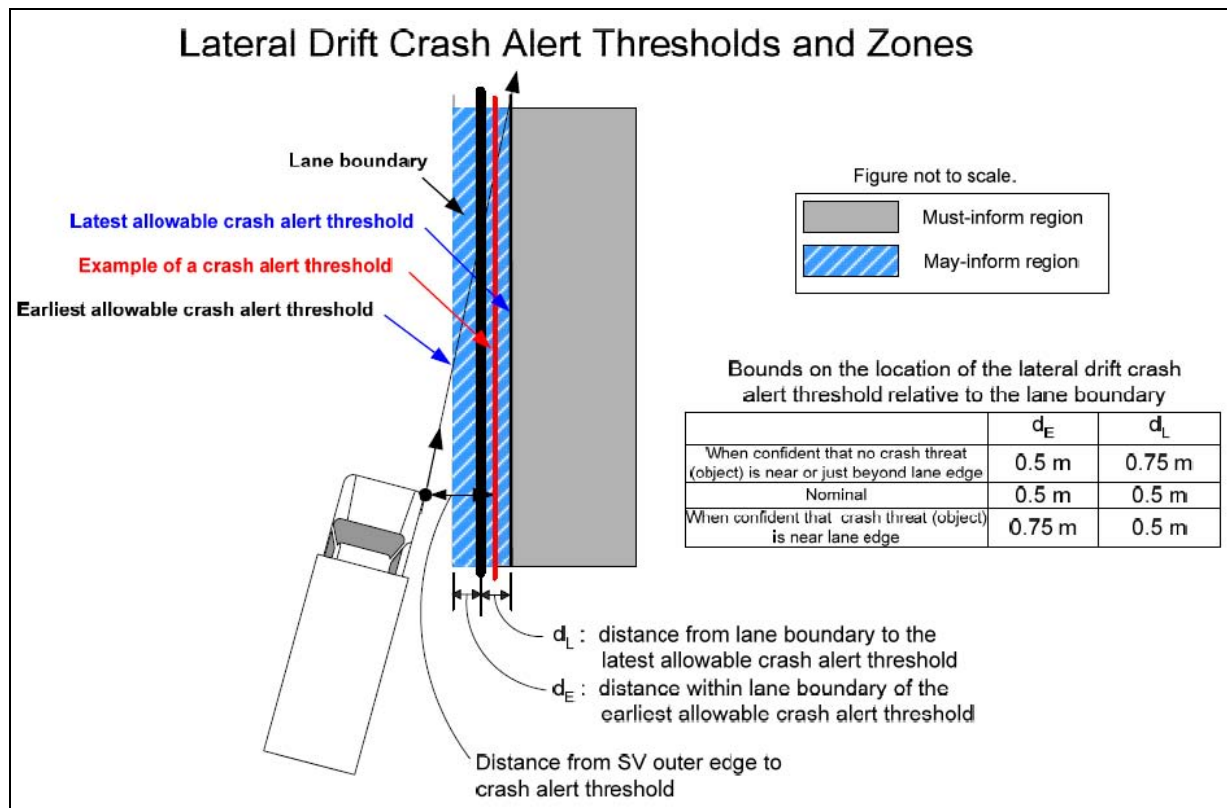 Lateral Drift Crash Alert Thresholds and Zones
Lane boundary
Latest allowable crash alert threshold
Example of a crash alert threshold
Earliest allowable crash alert threshold
Figure not to scale.
Must-inform region
May-inform region
Bounds on the location of the lateral drift crash
alert threshold relative to the lane boundary
dE dL
When confident that no crash threat
(object) is near or just beyond lane edge
0.5 m 0.75 m
Nominal 0.5 m 0.5 m
When confident that crash threat (object)
is near lane edge
0.75 m 0.5 m
dL : distance from lane boundary to the
latest allowable crash alert threshold
dE : distance within lane boundary of the
earliest allowable crash alert threshold
Distance from SV outer edge to
crash alert threshold